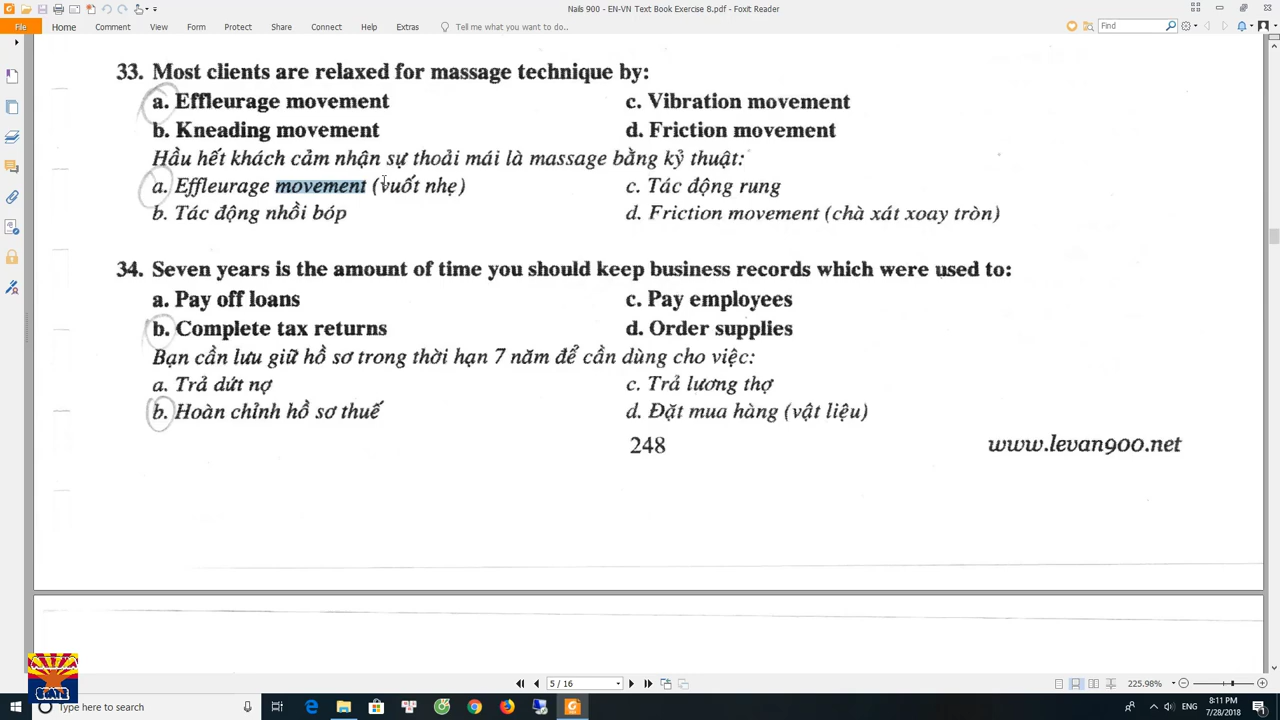 Nails 900 - EN-VN Text Book Exercise 8.pdf - Foxit Reader
File Home Comment View Form Protect Share Connect Help Extras Tell me what you want to do.. Find
33. Most clients are relaxed for massage technique by:
a. Effleurage movement c. Vibration movement
b. Kneading movement d. Friction movement
Hầu hết khách cảm nhận sự thoải mái là massage bằng kỷ thuật:
a. Effleurage movement (vuốt nhẹ) c. Tác động rung
b. Tác động nhồi bóp d. Friction movement (chà xát xoay tròn)
34. Seven years is the amount of time you should keep business records which were used to:
a. Pay off loans c. Pay employees
b. Complete tax returns d. Order supplies
Bạn cần lưu giữ hồ sơ trong thời hạn 7 năm để cần dùng cho việc:
a. Trả dứt nợ c. Trả lương thợ
b. Hoàn chỉnh hồ sơ thuế d. Đặt mua hàng (vật liệu)
248 www.levan900.net
5 / 16 225.98%
STATE
Type here to search ENG 8:11 PM
7/28/2018